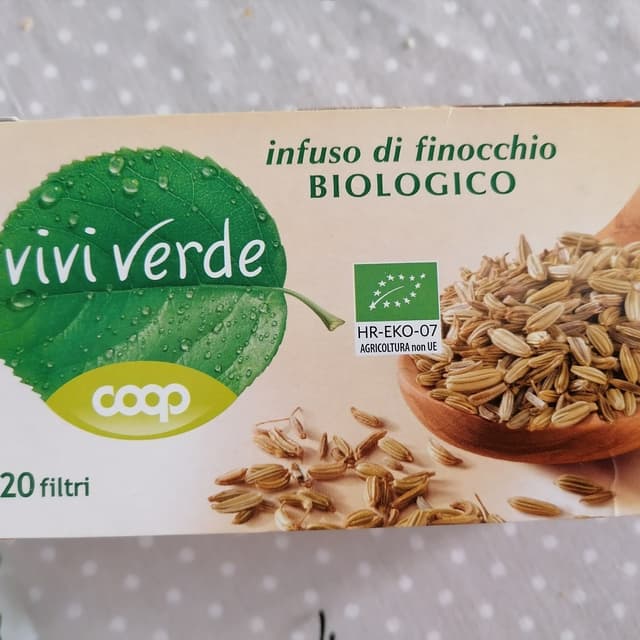 infuso di finocchio
BIOLOGICO
vivi verde
HR-EKO-07
AGRICOLTURA non UE
coop
20 filtri